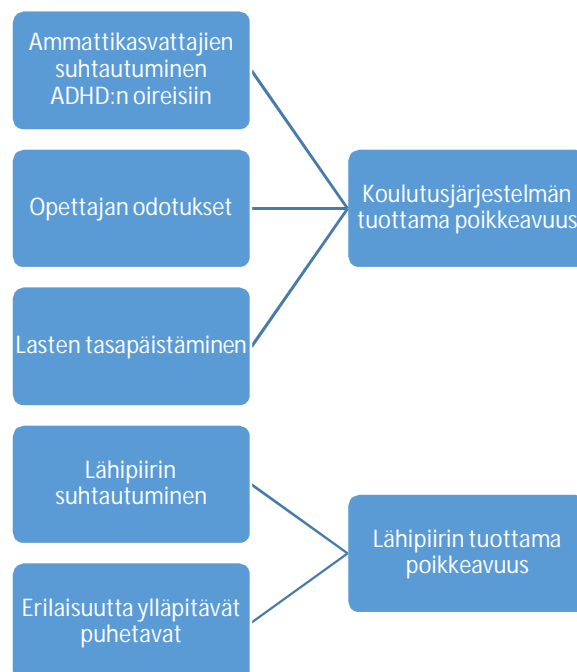 Ammattikasvattajien
suhtautuminen
ADHD:n oireisiin
Opettajan odotukset
Lasten tasapäistäminen
Koulutusjärjestelmän
tuottama poikkeavuus
Lähipiirin
suhtautuminen
Erilaisuutta ylläpitävät
puhetavat
Lähipiirin tuottama
poikkeavuus